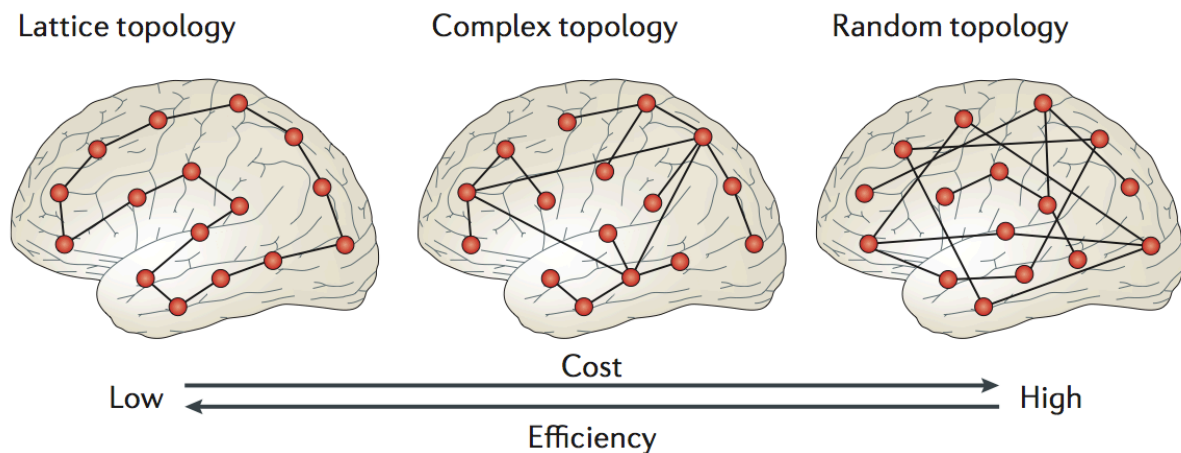 Lattice topology
Complex topology
Random topology
Cost
Low
High
Efficiency